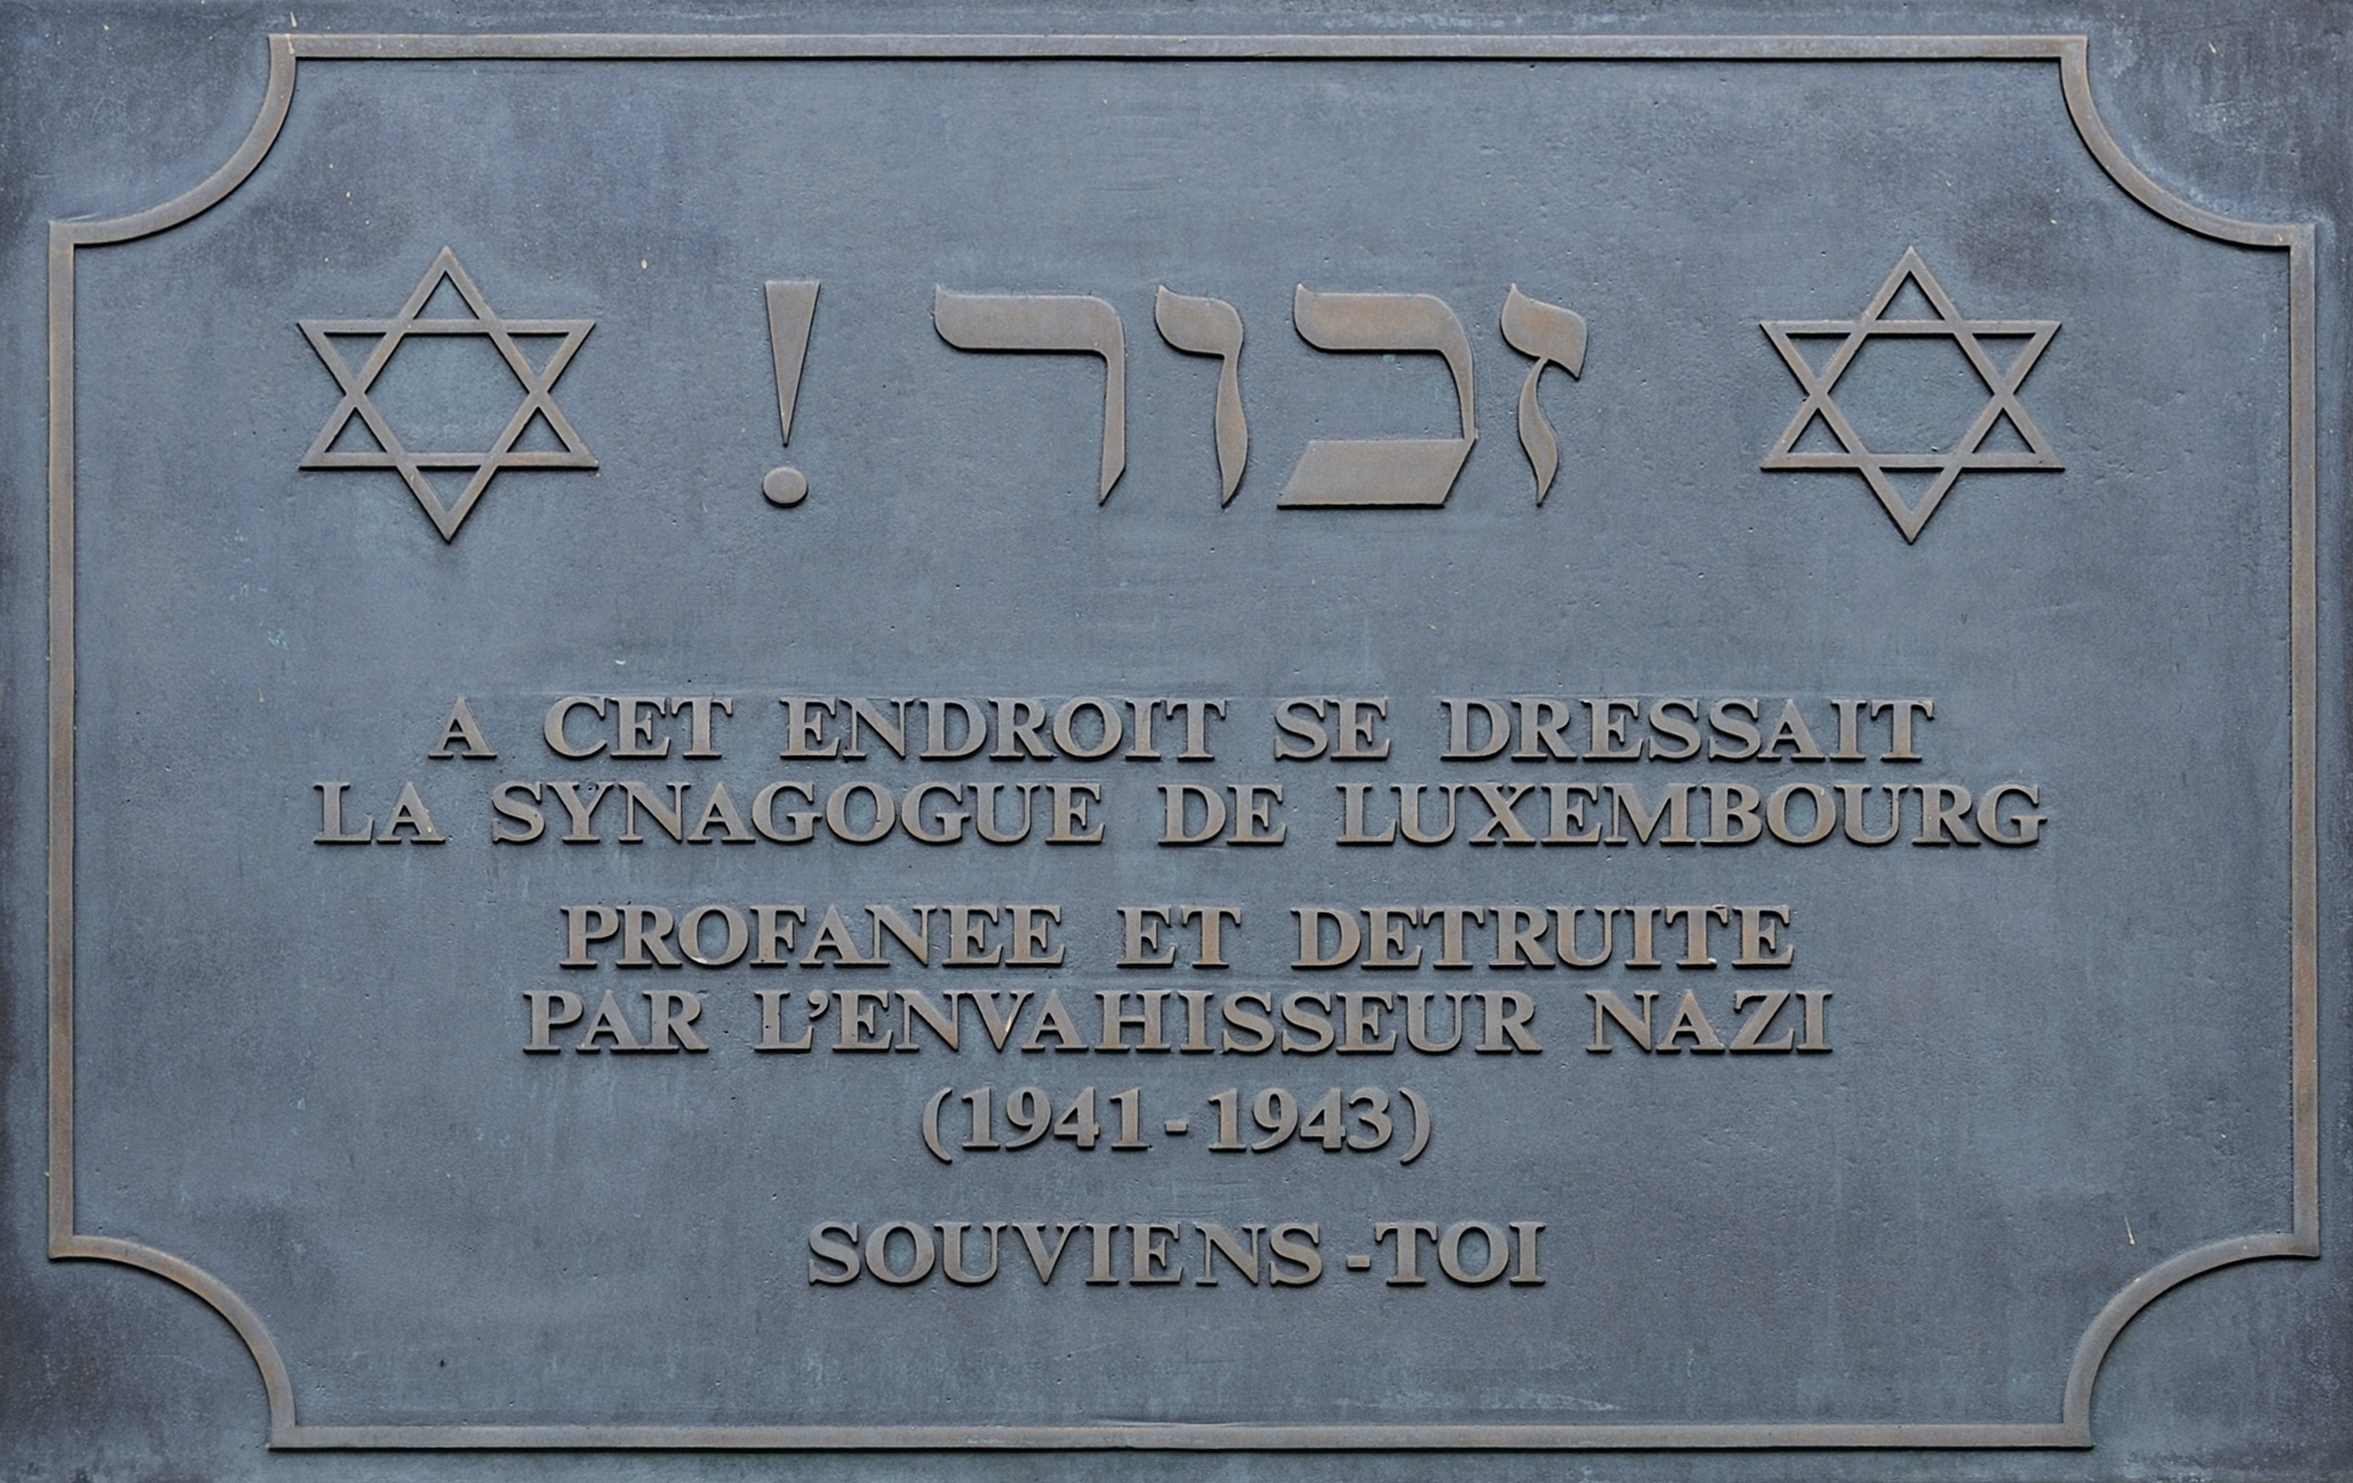 זכור !
A CET ENDROIT SE DRESSAIT
LA SYNAGOGUE DE LUXEMBOURG
PROFANEE ET DETRUITE
PAR L’ENVAHISSEUR NAZI
(1941-1943)
SOUVIENS-TOI